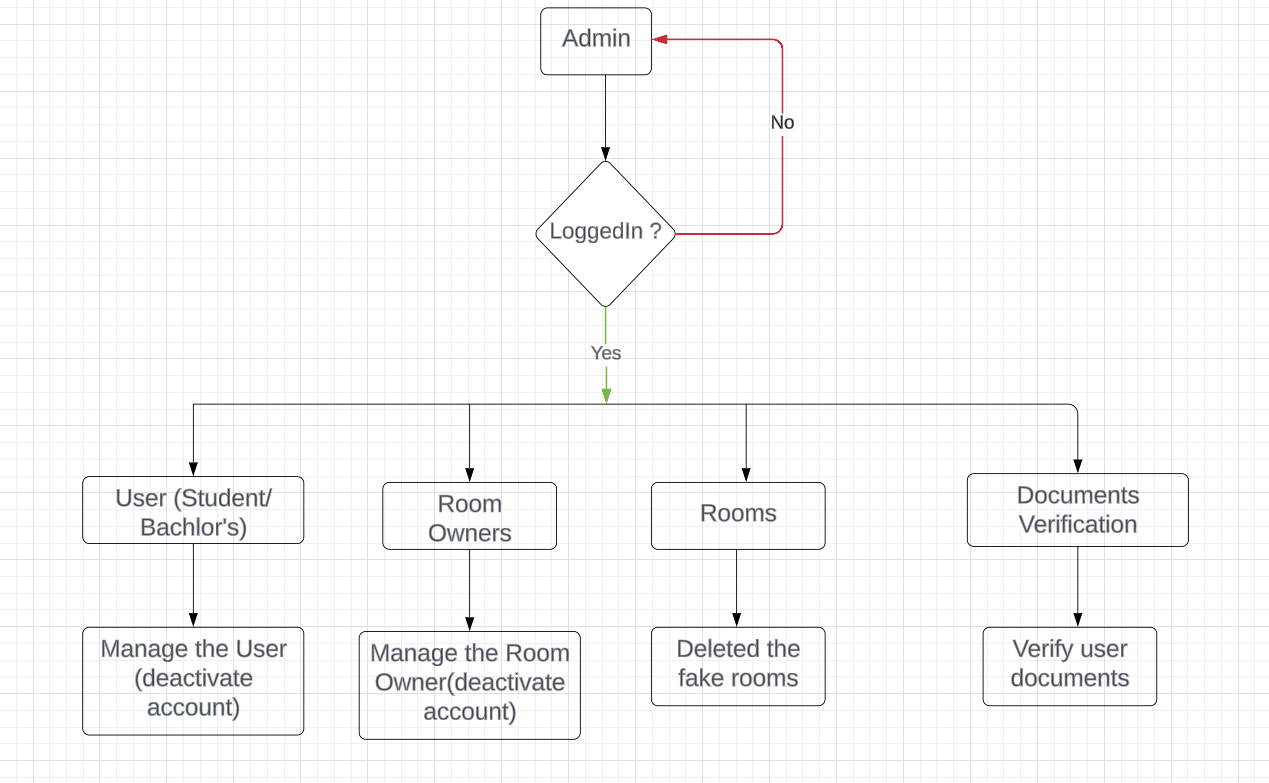 Admin
No
LoggedIn ?
Yes
User (Student/
Bachlor's)
Room
Owners
Rooms
Documents
Verification
Manage the User
(deactivate
account)
Manage the Room
Owner(deactivate
account)
Deleted the
fake rooms
Verify user
documents